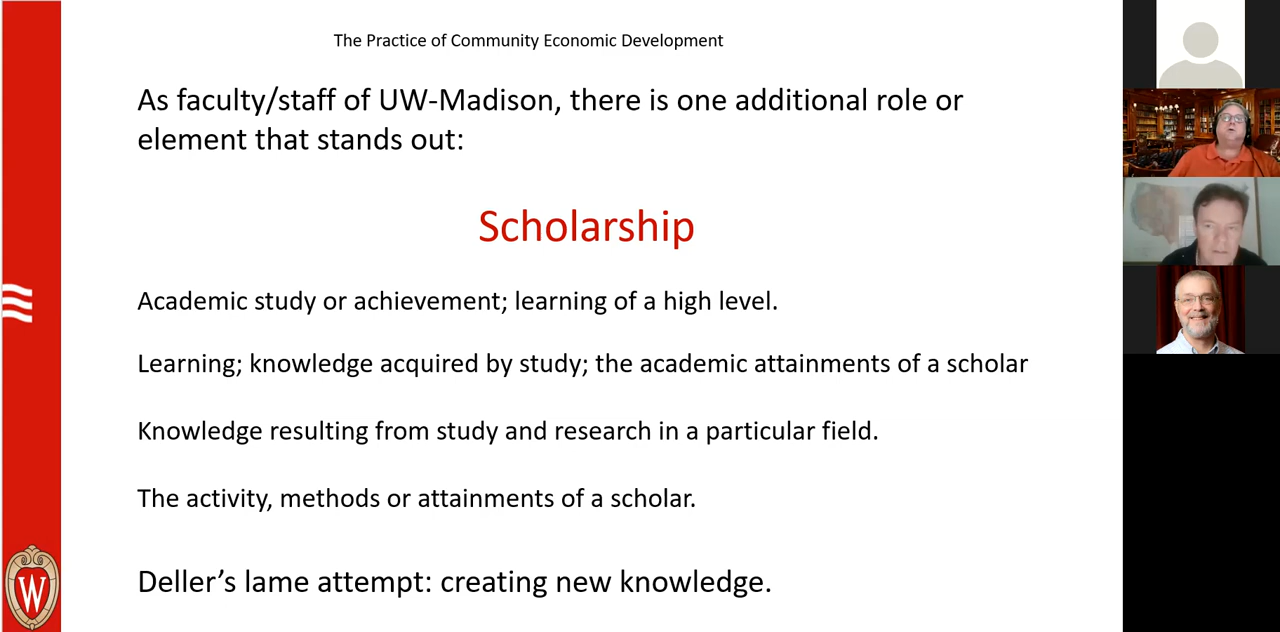 The Practice of Community Economic Development
As faculty/staff of UW-Madison, there is one additional role or
element that stands out:
Scholarship
Academic study or achievement; learning of a high level.
Learning; knowledge acquired by study; the academic attainments of a scholar
Knowledge resulting from study and research in a particular field.
The activity, methods or attainments of a scholar.
Deller’s lame attempt: creating new knowledge.
W